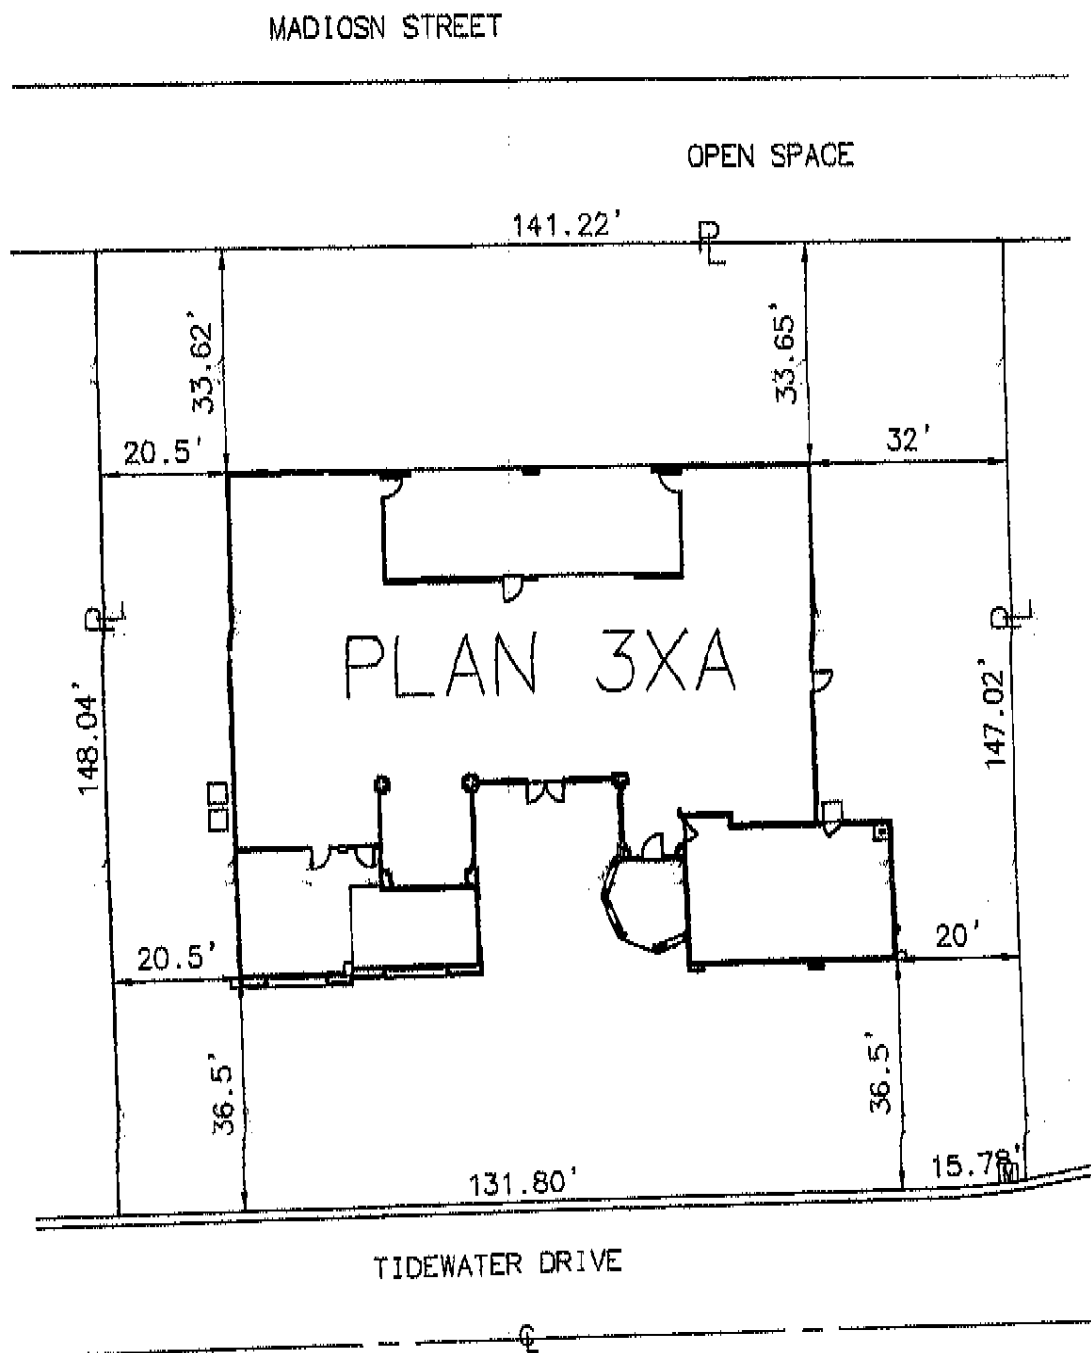 MADIOSN STREET
OPEN SPACE
141.22'
PL
33.62'
33.65'
20.5'
32'
PL
PL
PLAN 3XA
148.04'
147.02'
20.5'
20'
36.5'
36.5'
15.78'
M
131.80'
TIDEWATER DRIVE
CL